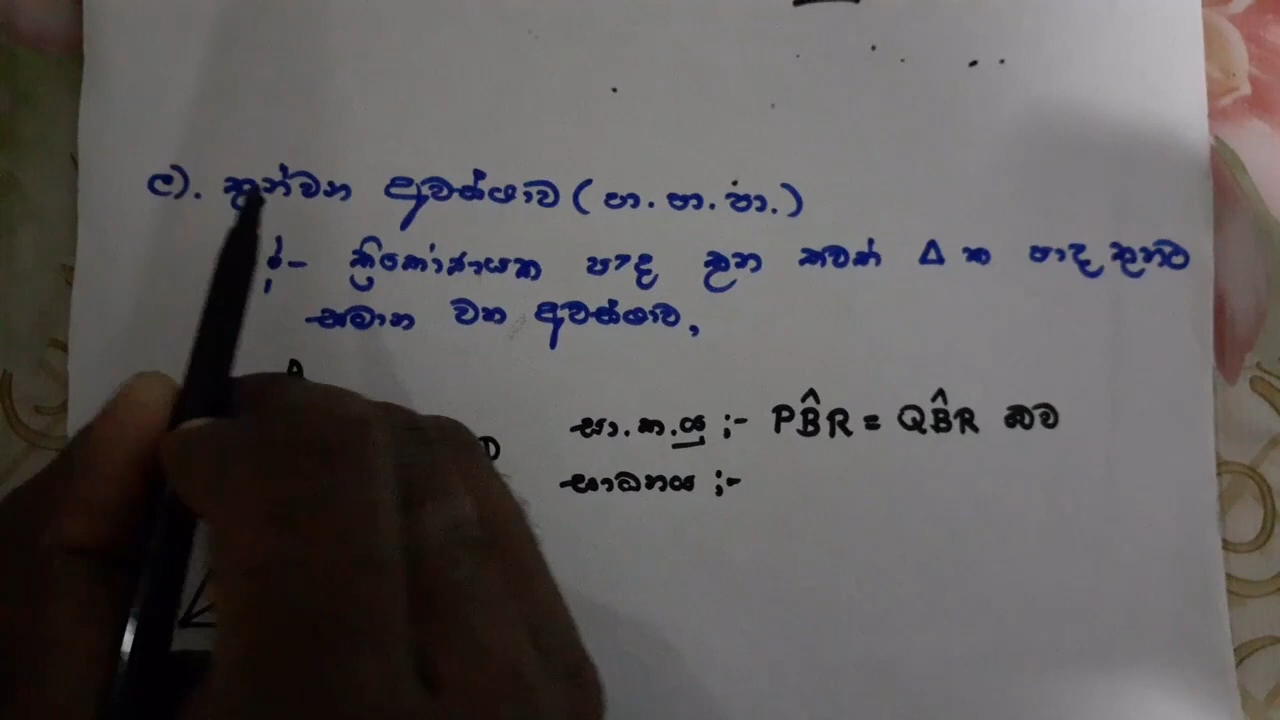 ල). තුන්වන අවස්ථාව ( පා. පා. පා. )
:- ත්‍රිකෝණයක පාද තුන තවත් Δ ක පාද තුනට
සමාන වන අවස්ථාව,
A
සා.ක.යු :- PB̂R = QB̂R බව
සාධනය :-